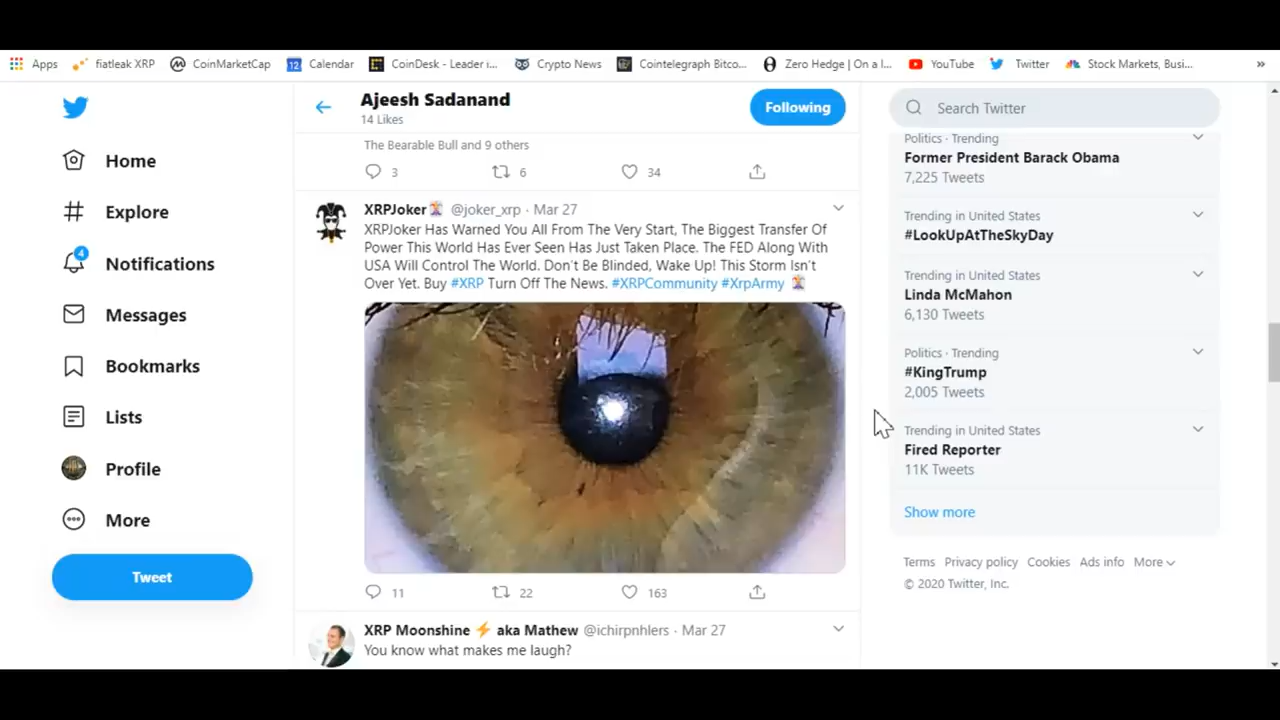 Apps fiatleak XRP CoinMarketCap Calendar CoinDesk - Leader i... Crypto News Cointelegraph Bitco... Zero Hedge | On a l... YouTube Twitter Stock Markets, Busi... »
Home
Explore
4
Notifications
Messages
Bookmarks
Lists
Profile
More
Tweet
Ajeesh Sadanand
14 Likes
Following
The Bearable Bull and 9 others
3 6 34
XRPJoker @joker_xrp · Mar 27
XRPJoker Has Warned You All From The Very Start, The Biggest Transfer Of
Power This World Has Ever Seen Has Just Taken Place. The FED Along With
USA Will Control The World. Don't Be Blinded, Wake Up! This Storm Isn't
Over Yet. Buy #XRP Turn Off The News. #XRPCommunity #XrpArmy
11 22 163
XRP Moonshine ⚡ aka Mathew @ichirpnhlers · Mar 27
You know what makes me laugh?
Search Twitter
Politics · Trending
Former President Barack Obama
7,225 Tweets
Trending in United States
#LookUpAtTheSkyDay
Trending in United States
Linda McMahon
6,130 Tweets
Politics · Trending
#KingTrump
2,005 Tweets
Trending in United States
Fired Reporter
11K Tweets
Show more
Terms Privacy policy Cookies Ads info More
© 2020 Twitter, Inc.